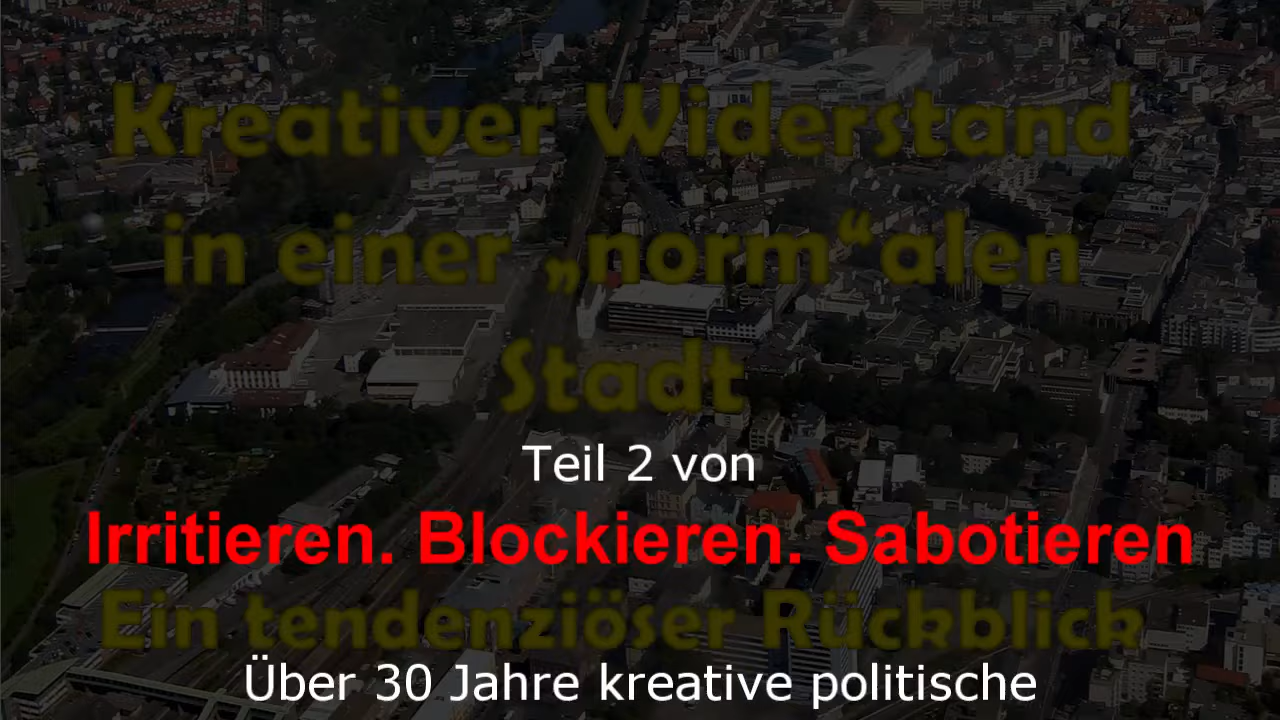 Kreativer Widerstand
in einer „norm“alen
Stadt
Teil 2 von
Irritieren. Blockieren. Sabotieren
Ein tendenziöser Rückblick
Über 30 Jahre kreative politische